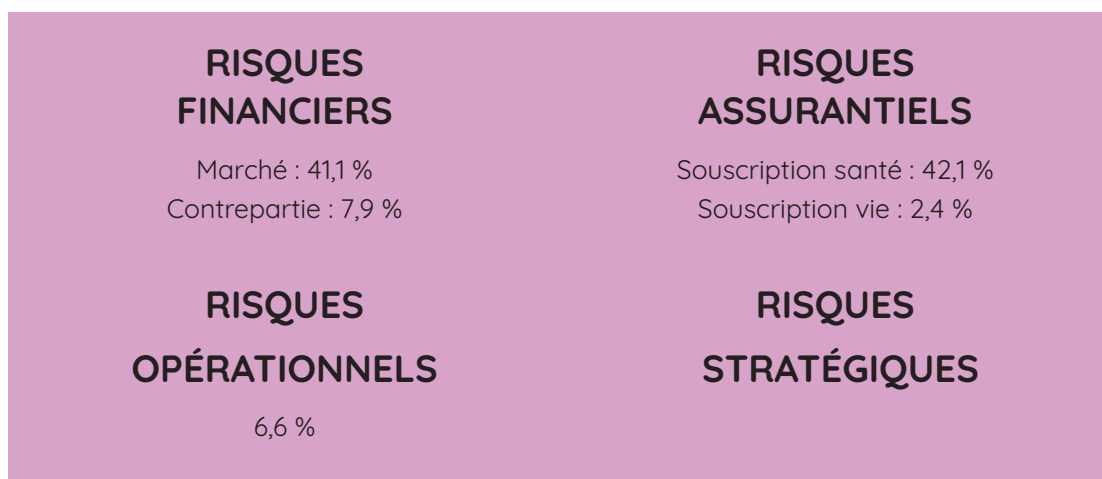 RISQUES
FINANCIERS
Marché : 41,1 %
Contrepartie : 7,9 %
RISQUES
ASSURANTIELS
Souscription santé : 42,1 %
Souscription vie : 2,4 %
RISQUES
OPÉRATIONNELS
6,6 %
RISQUES
STRATÉGIQUES